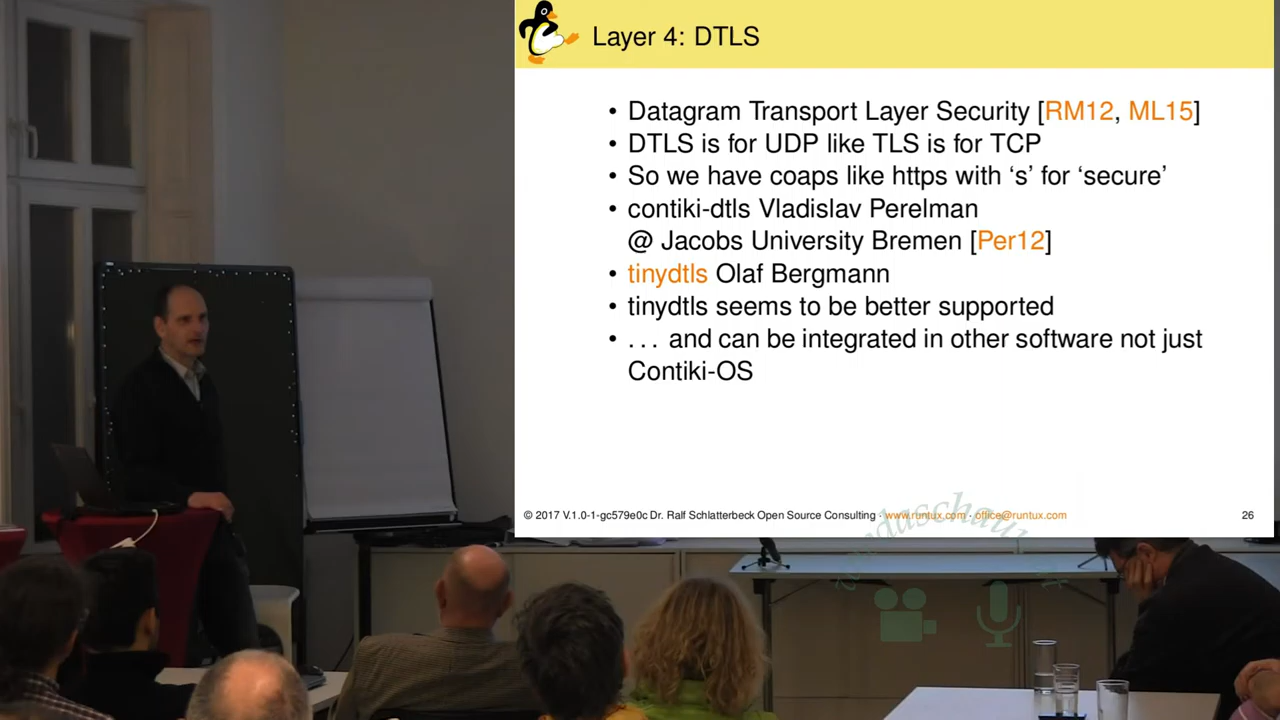 Layer 4: DTLS
• Datagram Transport Layer Security [RM12, ML15]
• DTLS is for UDP like TLS is for TCP
• So we have coaps like https with ‘s’ for ‘secure’
• contiki-dtls Vladislav Perelman
@ Jacobs University Bremen [Per12]
• tinydtls Olaf Bergmann
• tinydtls seems to be better supported
• . . . and can be integrated in other software not just
Contiki-OS
© 2017 V.1.0-1-gc579e0c Dr. Ralf Schlatterbeck Open Source Consulting · www.runtux.com · office@runtux.com 26